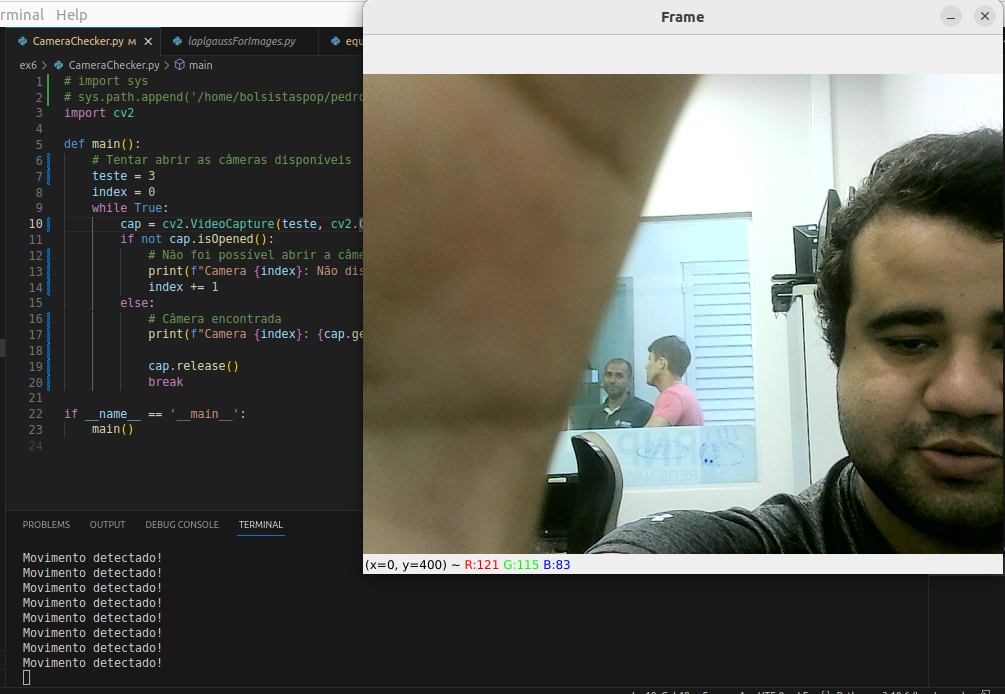 rminal Help
Frame
CameraChecker.py M
laplgaussForImages.py
equ
ex6 > CameraChecker.py > main
1 # import sys
2 # sys.path.append('/home/bolsistaspop/pedro
3 import cv2
4
5 def main():
6 # Tentar abrir as câmeras disponíveis
7 teste = 3
8 index = 0
9 while True:
10 cap = cv2.VideoCapture(teste, cv2.C
11 if not cap.isOpened():
12 # Não foi possível abrir a câme
13 print(f"Camera {index}: Não dis
14 index += 1
15 else:
16 # Câmera encontrada
17 print(f"Camera {index}: {cap.ge
18
19 cap.release()
20 break
21
22 if __name__ == '__main__':
23 main()
24
PROBLEMS OUTPUT DEBUG CONSOLE TERMINAL
Movimento detectado!
Movimento detectado!
Movimento detectado!
Movimento detectado!
Movimento detectado!
Movimento detectado!
Movimento detectado!
Movimento detectado!
(x=0, y=400) ~ R:121 G:115 B:83